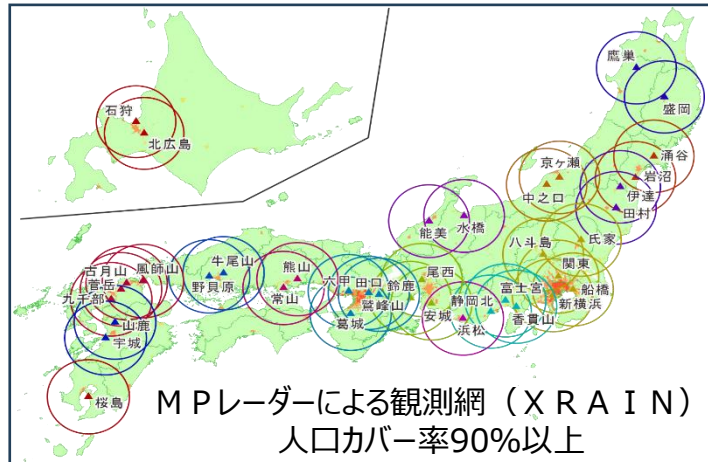 鷹巣
石狩
盛岡
北広島
京ヶ瀬
涌谷
岩沼
伊達
中之口
田村
能美
水橋
八斗島
氏家
古月山
風師山
牛尾山
熊山
尾西
関東
菅岳
六甲
田口
鈴鹿
富士宮
船橋
九千部
野貝原
常山
鷲峰山
静岡北
新横浜
山鹿
葛城
安城
浜松
香貫山
宇城
桜島
MPレーダーによる観測網(XRAIN)
人口カバー率90%以上